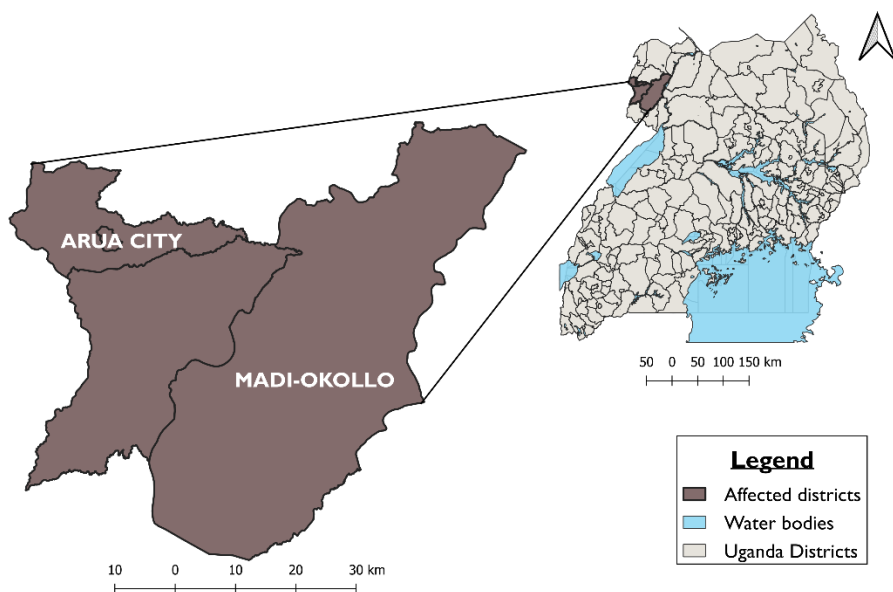 ARUA CITY
MADI-OKOLLO
10 0 10 20 30 km
50 0 50 100 150 km
Legend
Affected districts
Water bodies
Uganda Districts